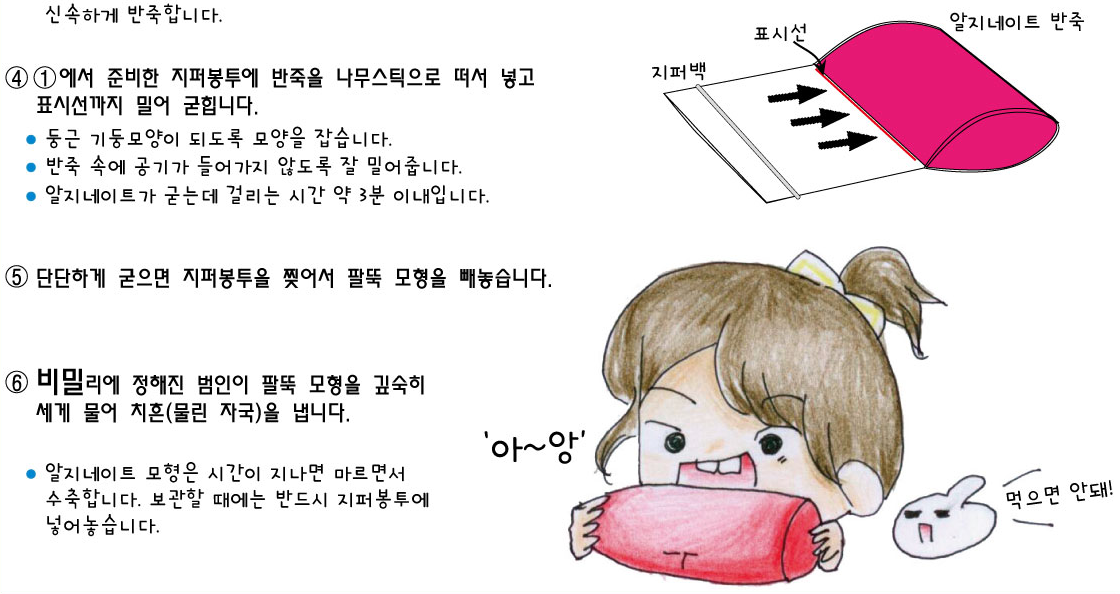 신속하게 반죽합니다.
④ ①에서 준비한 지퍼봉투에 반죽을 나무스틱으로 떠서 넣고
표시선까지 밀어 굳힙니다.
● 둥근 기둥모양이 되도록 모양을 잡습니다.
● 반죽 속에 공기가 들어가지 않도록 잘 밀어줍니다.
● 알지네이트가 굳는데 걸리는 시간 약 3분 이내입니다.
알지네이트 반죽
표시선
지퍼백
⑤ 단단하게 굳으면 지퍼봉투을 찢어서 팔뚝 모형을 빼놓습니다.
⑥ 비밀리에 정해진 범인이 팔뚝 모형을 깊숙히
세게 물어 치흔(물린 자국)을 냅니다.
● 알지네이트 모형은 시간이 지나면 마르면서
수축합니다. 보관할 때에는 반드시 지퍼봉투에
넣어놓습니다.
'아~앙'
먹으면 안돼!